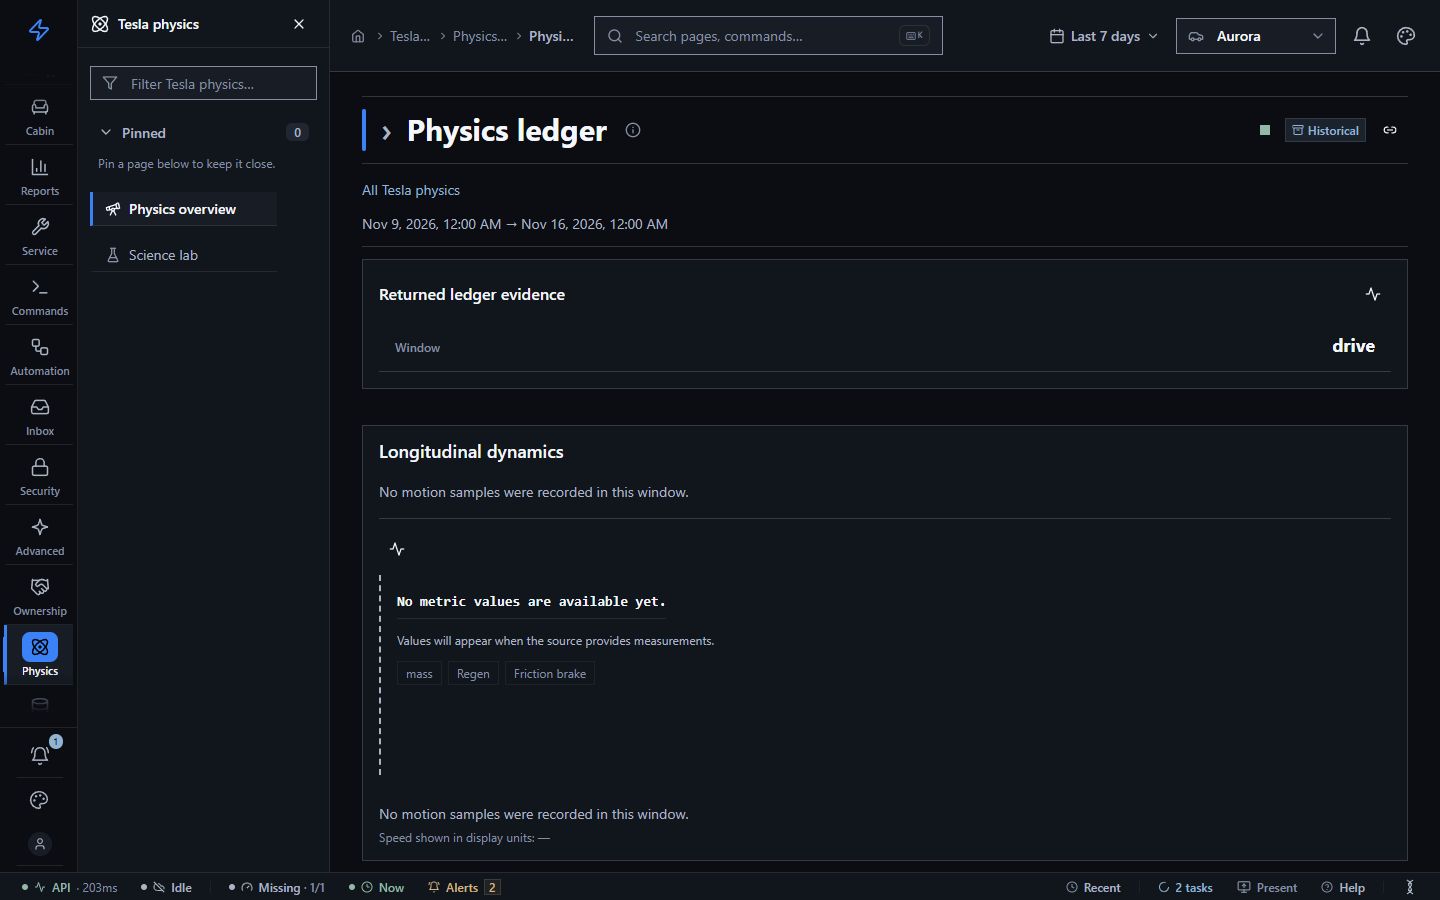 Tesla physics
Tesla...
Physics...
Physi...
Search pages, commands...
K
Last 7 days
Aurora
Cabin
Reports
Service
Commands
Automation
Inbox
Security
Advanced
Ownership
Physics
1
Filter Tesla physics...
Pinned
0
Pin a page below to keep it close.
Physics overview
Science lab
Physics ledger
Historical
All Tesla physics
Nov 9, 2026, 12:00 AM → Nov 16, 2026, 12:00 AM
Returned ledger evidence
Window
drive
Longitudinal dynamics
No motion samples were recorded in this window.
No metric values are available yet.
Values will appear when the source provides measurements.
mass
Regen
Friction brake
No motion samples were recorded in this window.
Speed shown in display units: —
API · 203ms
Idle
Missing · 1/1
Now
Alerts 2
Recent
2 tasks
Present
Help